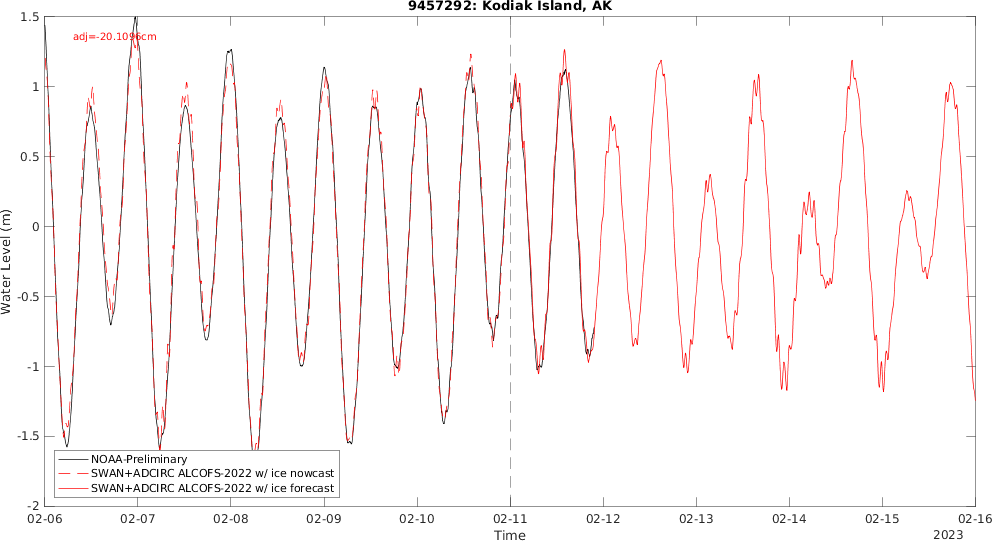 9457292: Kodiak Island, AK
adj=-20.1096cm
1.5
1
0.5
0
-0.5
-1
-1.5
-2
Water Level (m)
NOAA-Preliminary
SWAN+ADCIRC ALCOFS-2022 w/ ice nowcast
SWAN+ADCIRC ALCOFS-2022 w/ ice forecast
02-06 02-07 02-08 02-09 02-10 02-11 02-12 02-13 02-14 02-15 02-16
Time
2023